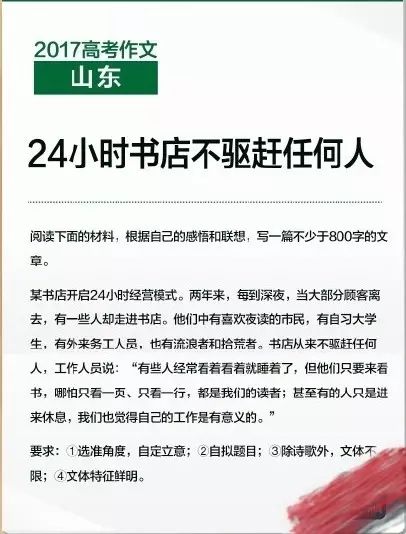 2017高考作文
山东
24小时书店不驱赶任何人
阅读下面的材料，根据自己的感悟和联想，写一篇不少于800字的文
章。
某书店开启24小时经营模式。两年来，每到深夜，当大部分顾客离
去，有一些人却走进书店。他们中有喜欢夜读的市民，有自习大学
生，有外来务工人员，也有流浪者和拾荒者。书店从来不驱赶任何
人，工作人员说：“有些人经常看着看着就睡着了，但他们只要来看
书，哪怕只看一页、只看一行，都是我们的读者；甚至有的人只是进
来休息，我们也觉得自己的工作是有意义的。”
要求：①选准角度，自定立意；②自拟题目；③除诗歌外，文体不
限；④文体特征鲜明。